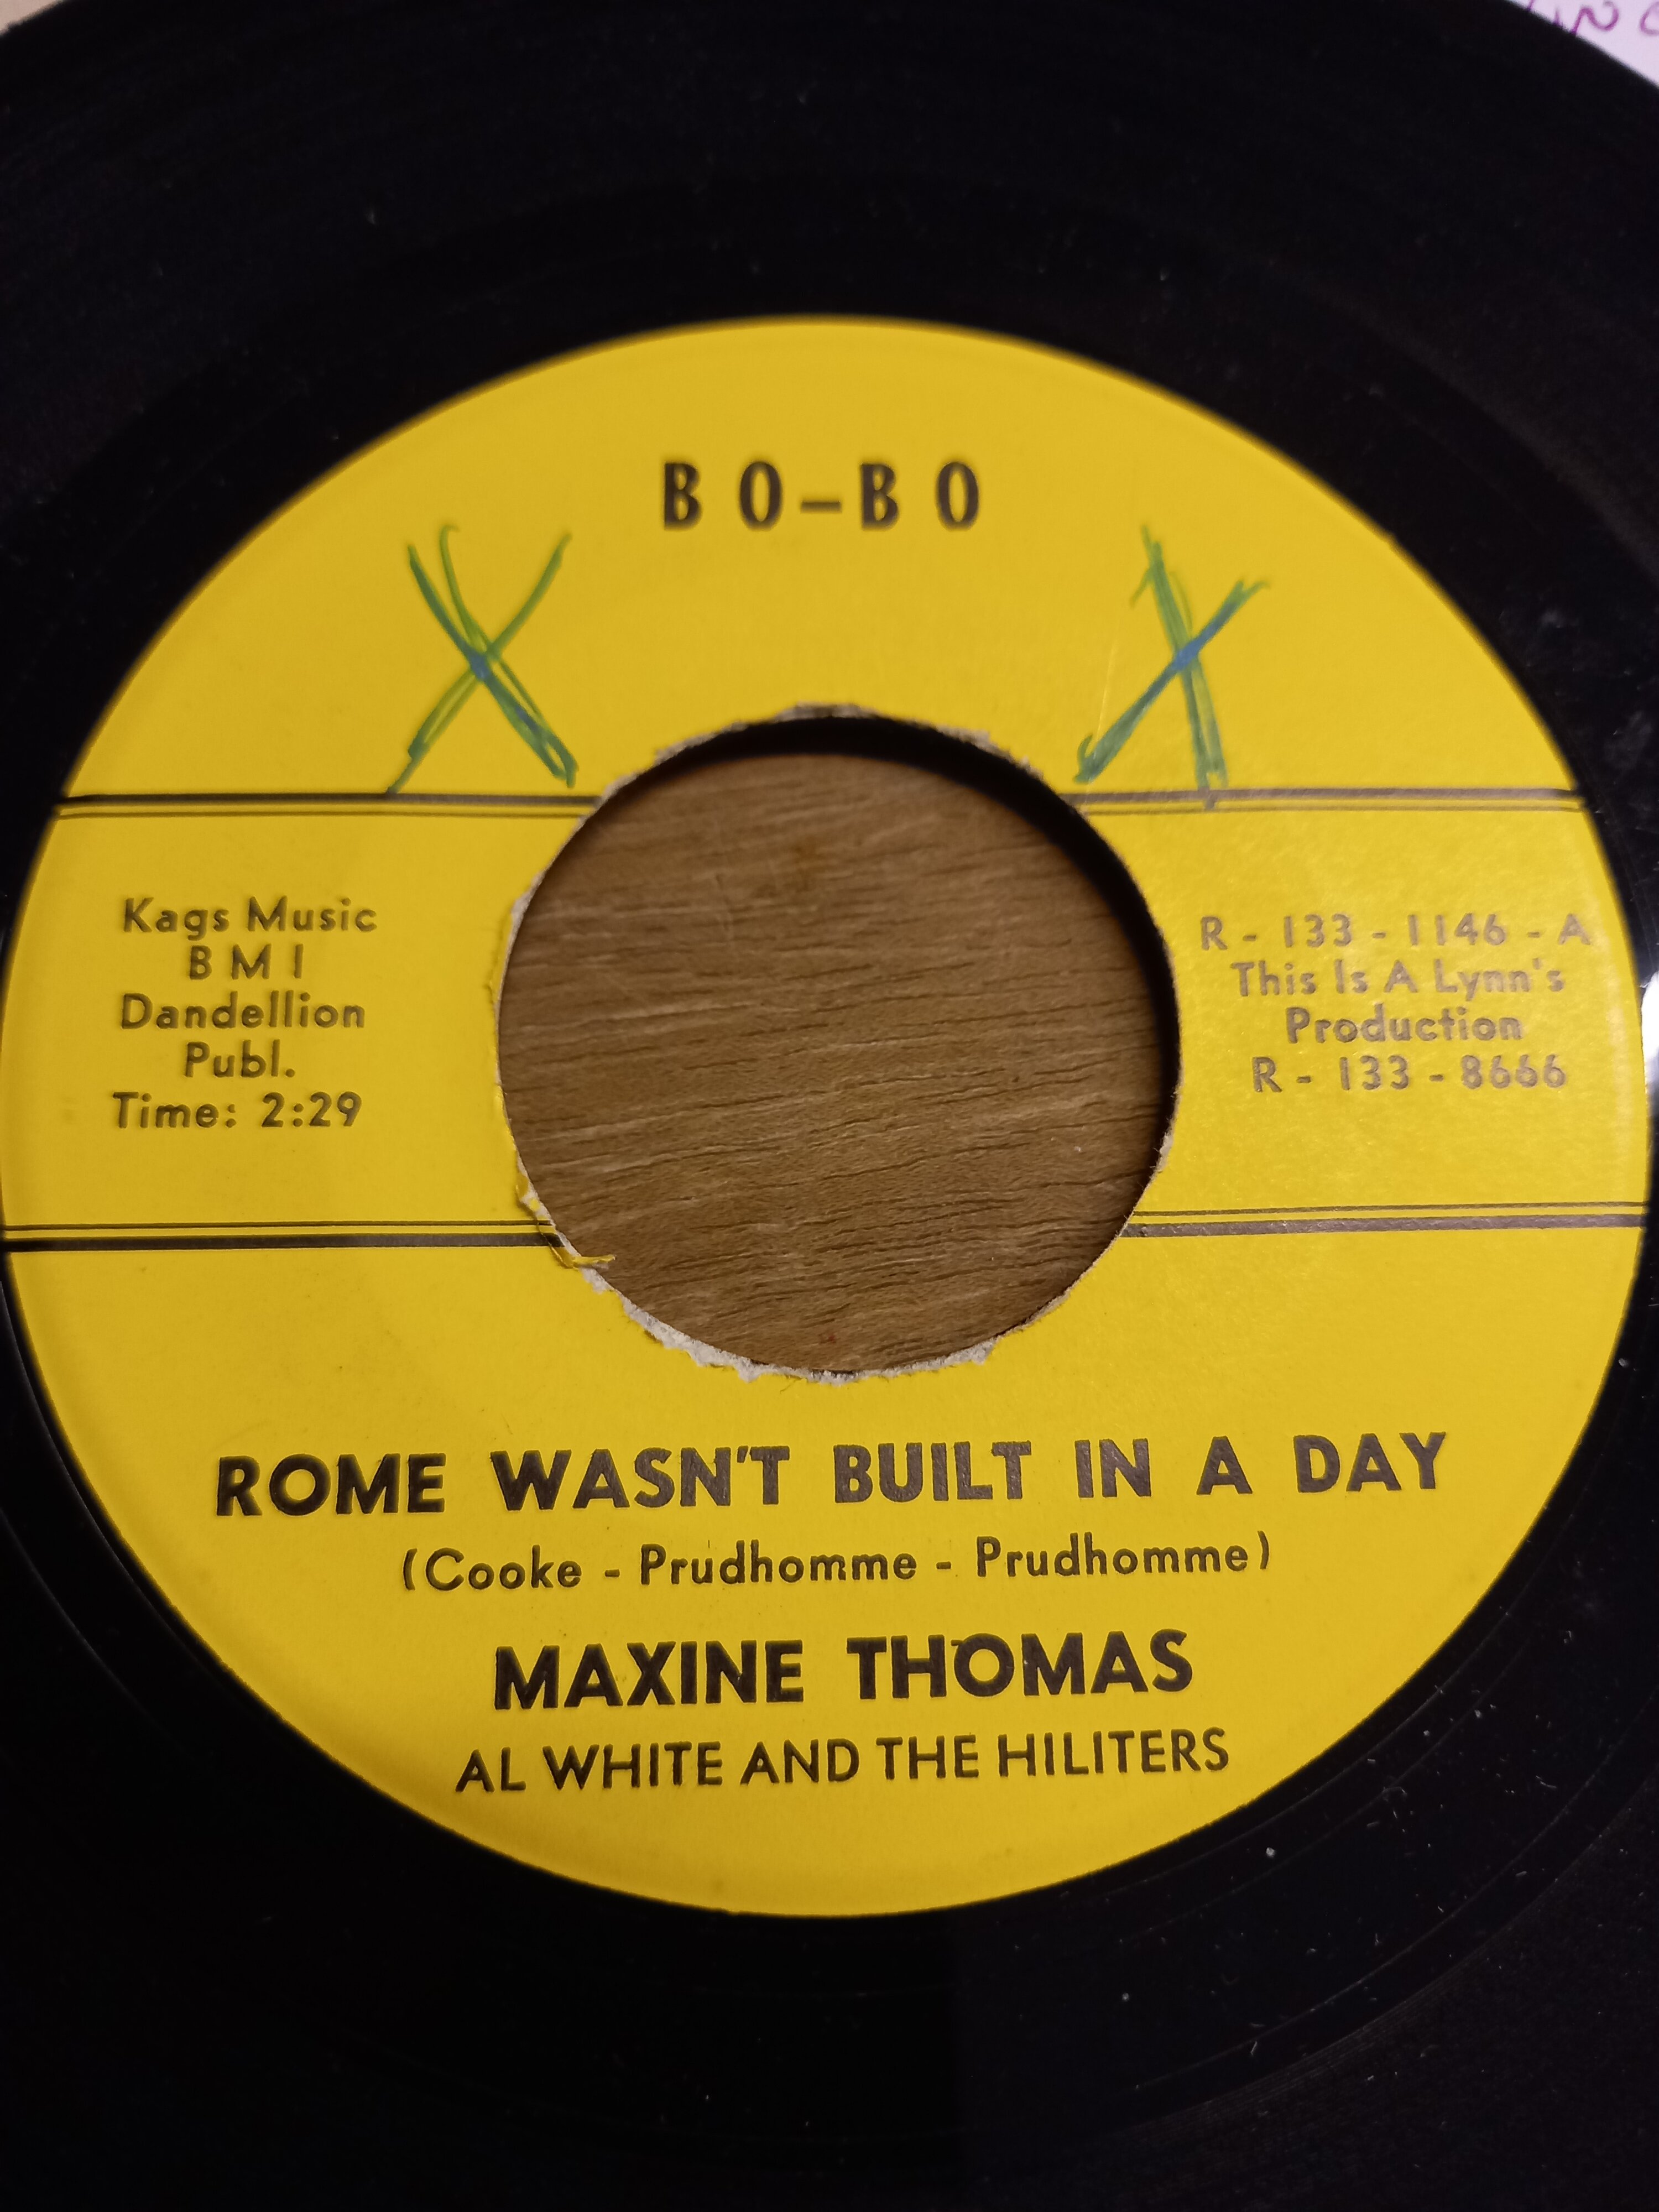 BO-BO
X X
Kags Music
BMI
Dandellion
Publ.
Time: 2:29
R - 133 - 1146 - A
This Is A Lynn's
Production
R - 133 - 8666
ROME WASN'T BUILT IN A DAY
(Cooke - Prudhomme - Prudhomme)
MAXINE THOMAS
AL WHITE AND THE HILITERS